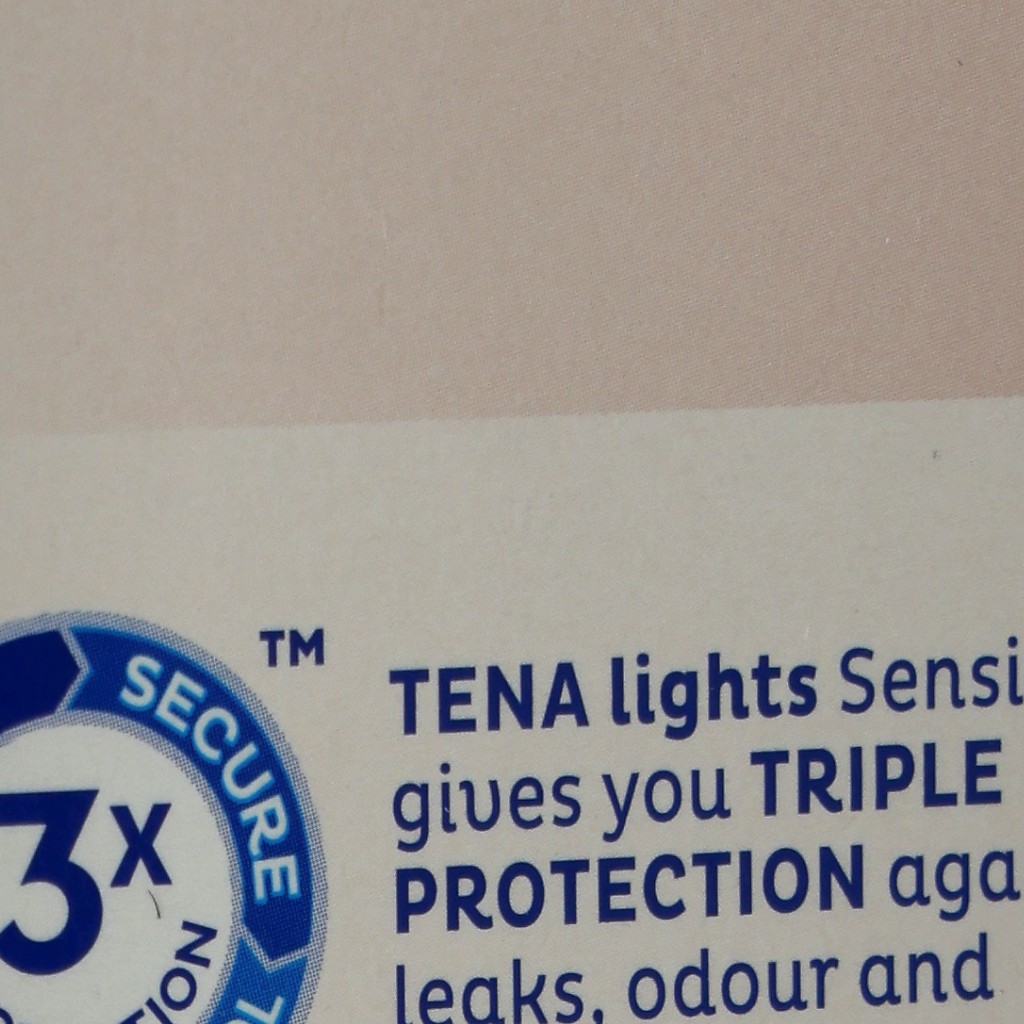 SECURE
TM
3x
TENA lights Sensi
gives you TRIPLE
PROTECTION aga
leaks, odour and